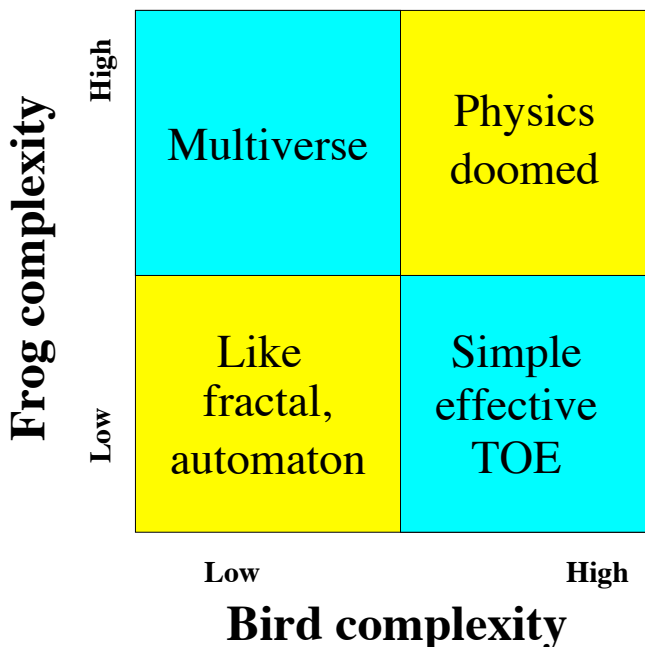 Frog complexity
High
Low
Multiverse
Physics
doomed
Like
fractal,
automaton
Simple
effective
TOE
Low
High
Bird complexity